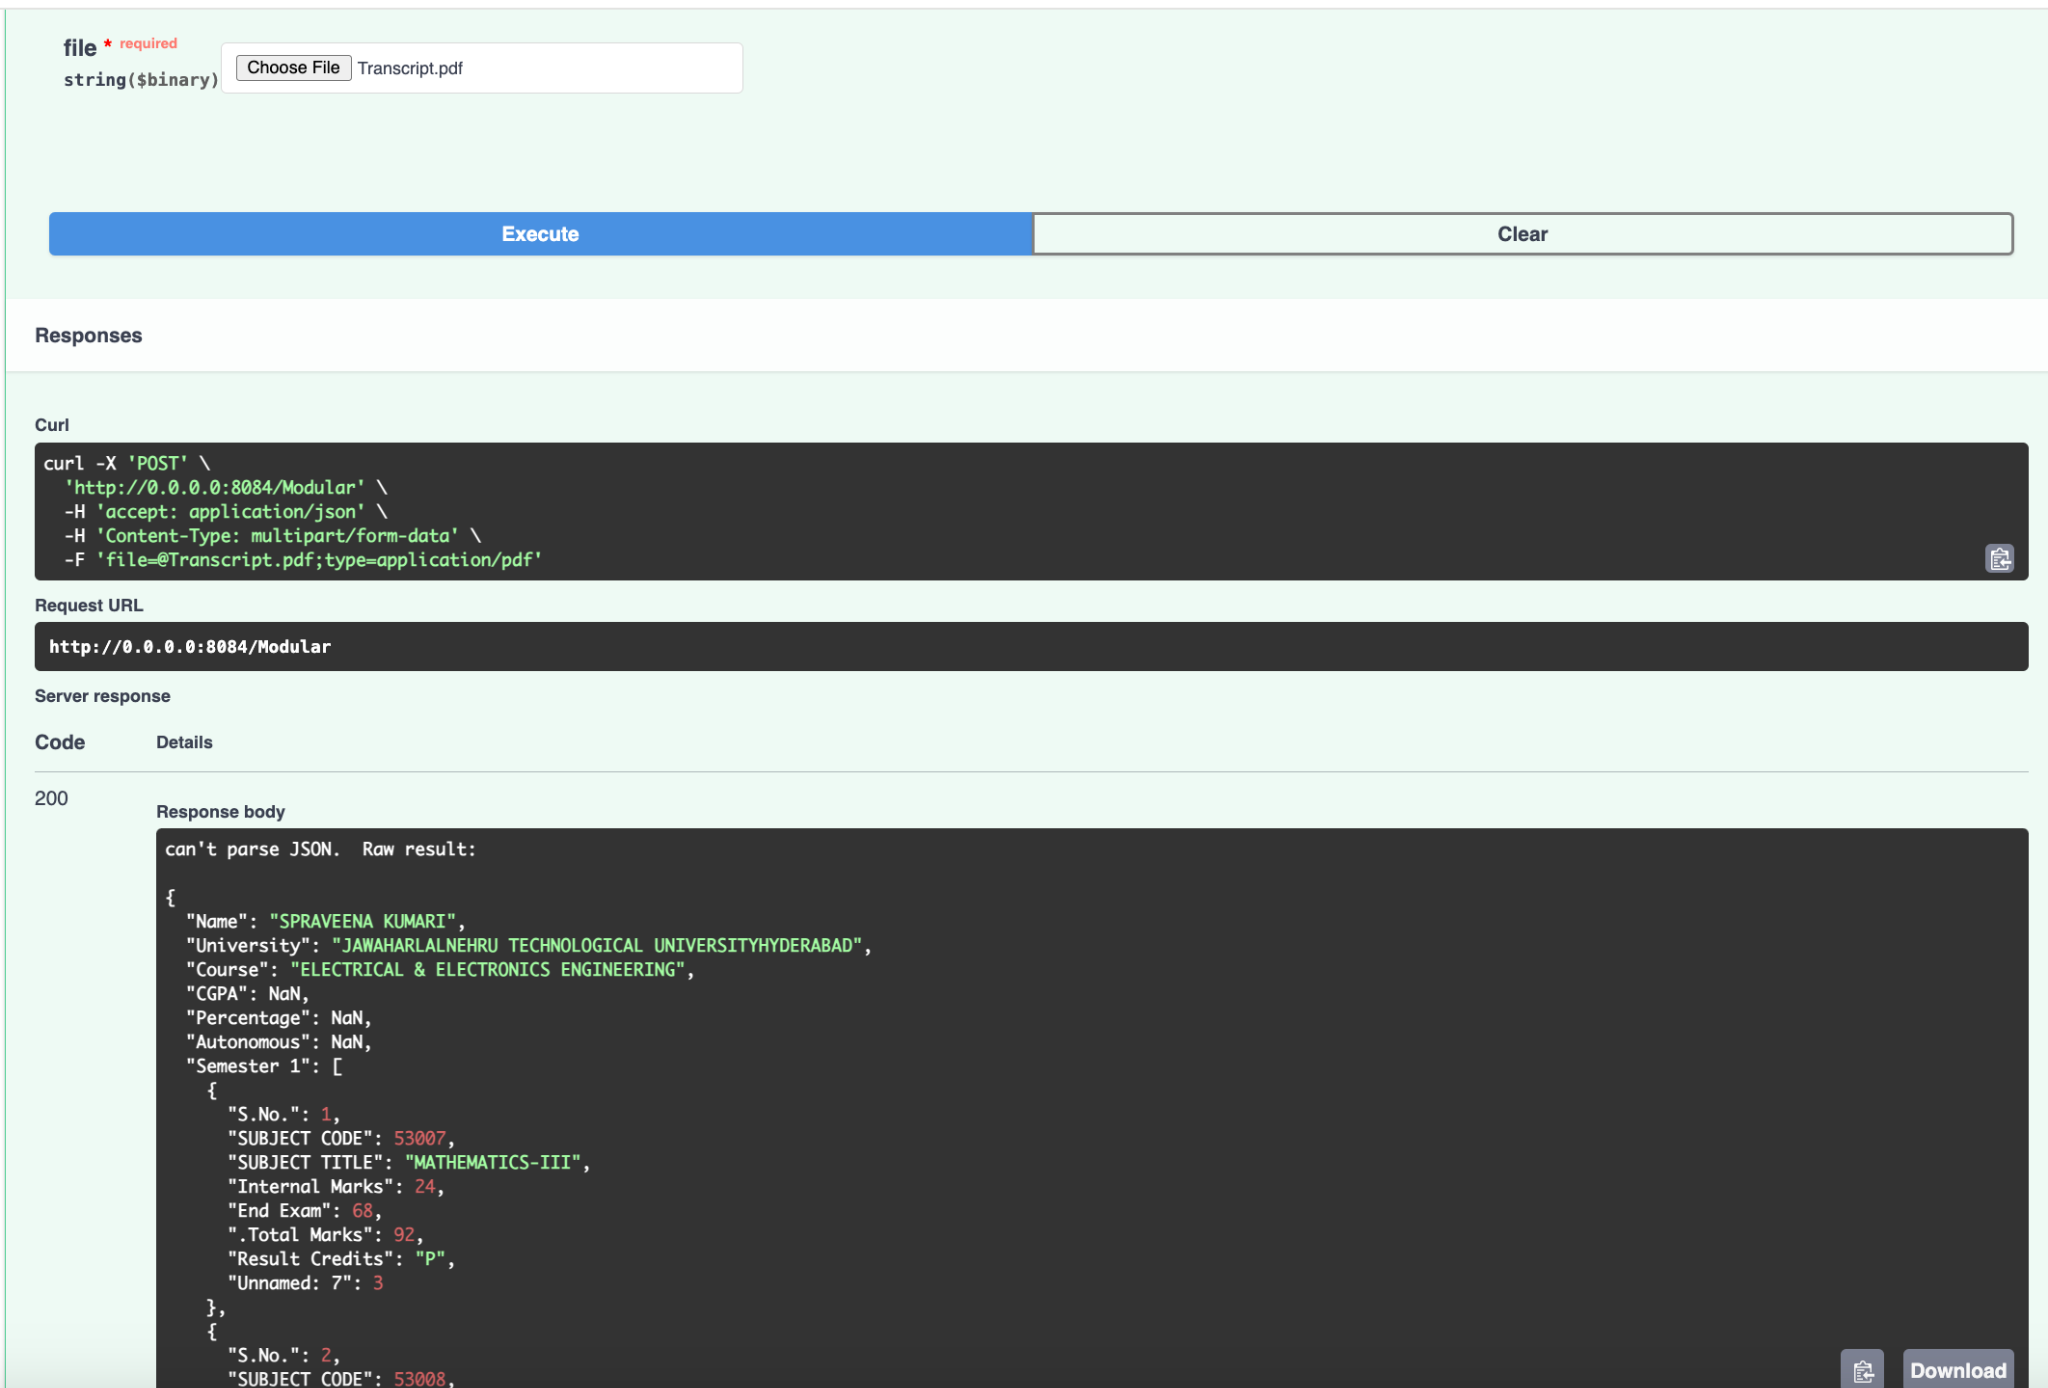 file * required
string($binary)
Choose File Transcript.pdf
Execute
Clear
Responses
Curl
curl -X 'POST' \
  'http://0.0.0.0:8084/Modular' \
  -H 'accept: application/json' \
  -H 'Content-Type: multipart/form-data' \
  -F 'file=@Transcript.pdf;type=application/pdf'
Request URL
http://0.0.0.0:8084/Modular
Server response
Code Details
200
Response body
can't parse JSON.  Raw result:
{
  "Name": "SPRAVEENA KUMARI",
  "University": "JAWAHARLALNEHRU TECHNOLOGICAL UNIVERSITYHYDERABAD",
  "Course": "ELECTRICAL & ELECTRONICS ENGINEERING",
  "CGPA": NaN,
  "Percentage": NaN,
  "Autonomous": NaN,
  "Semester 1": [
    {
      "S.No.": 1,
      "SUBJECT CODE": 53007,
      "SUBJECT TITLE": "MATHEMATICS-III",
      "Internal Marks": 24,
      "End Exam": 68,
      ".Total Marks": 92,
      "Result Credits": "P",
      "Unnamed: 7": 3
    },
    {
      "S.No.": 2,
      "SUBJECT CODE": 53008,
Download